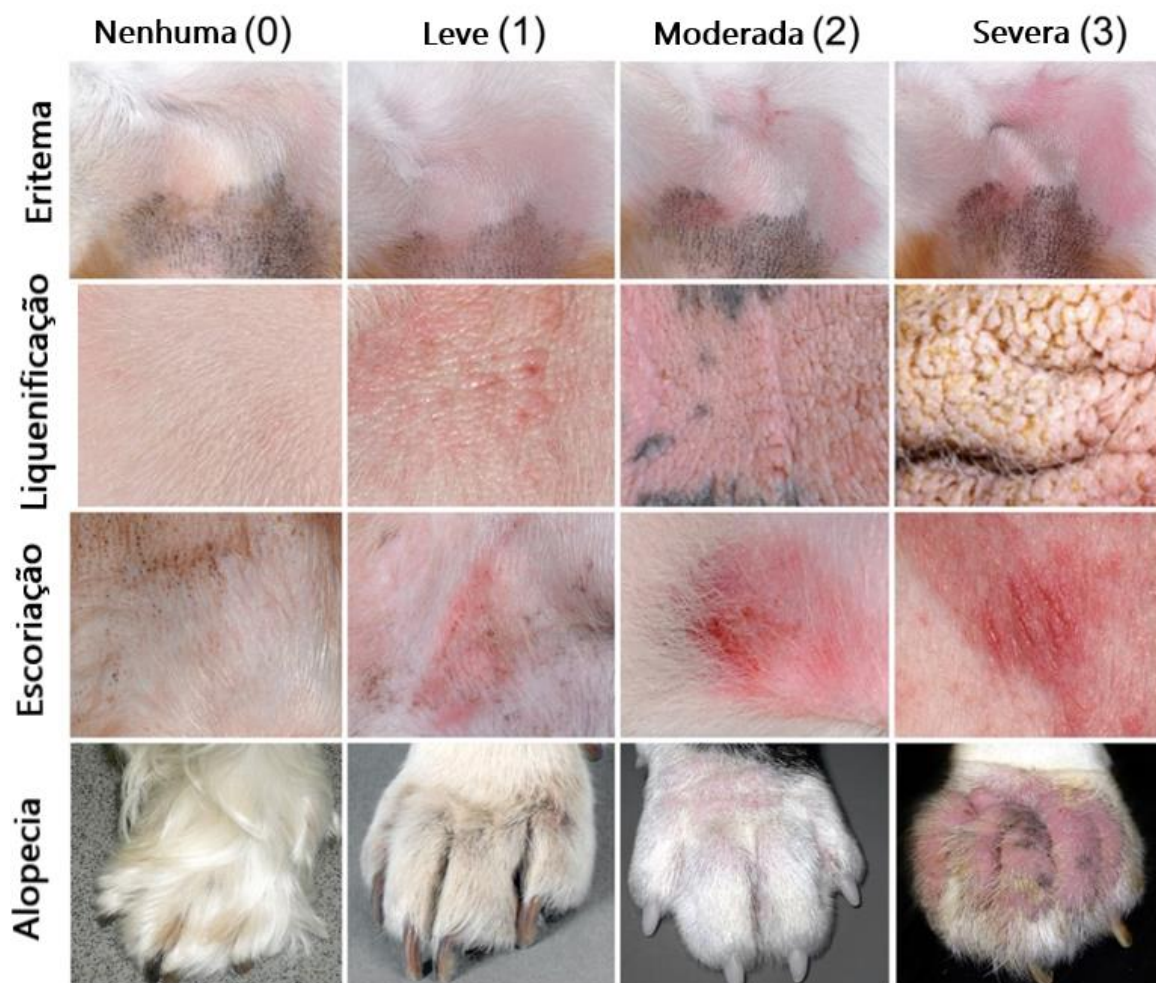 Nenhuma (0) Leve (1) Moderada (2) Severa (3)
Eritema
Liquenificação
Escoriação
Alopecia